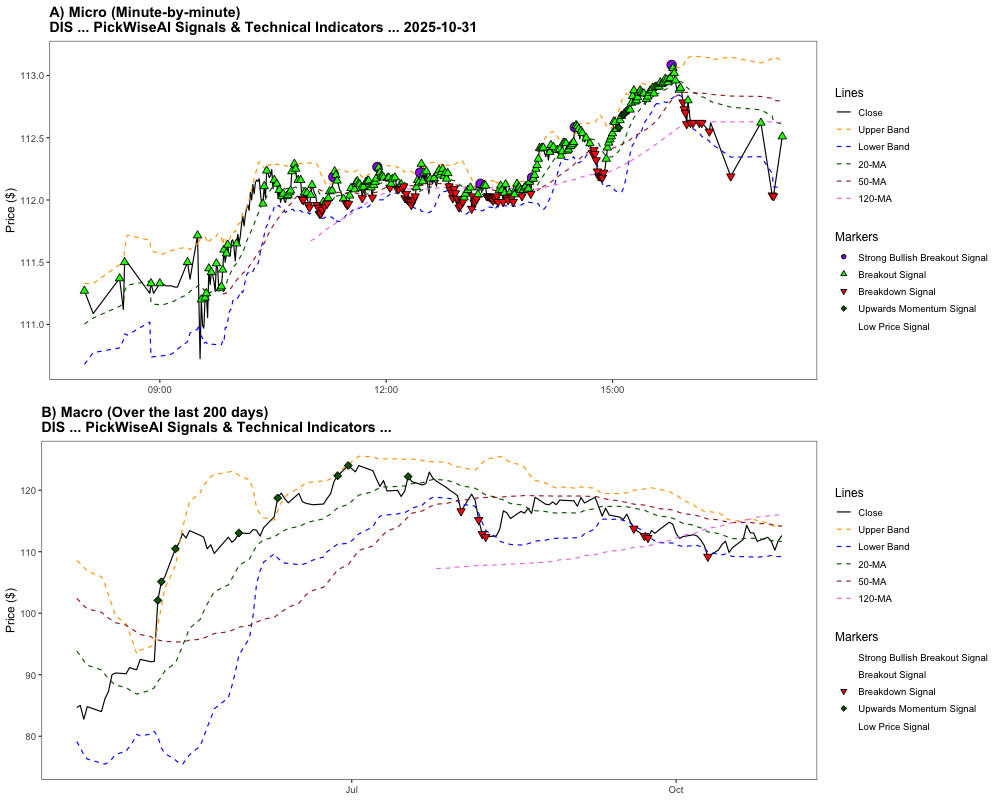 A) Micro (Minute-by-minute)
DIS ... PickWiseAI Signals & Technical Indicators ... 2025-10-31
Price ($)
113.0
112.5
112.0
111.5
111.0
09:00
12:00
15:00
Lines
Close
Upper Band
Lower Band
20-MA
50-MA
120-MA
Markers
Strong Bullish Breakout Signal
Breakout Signal
Breakdown Signal
Upwards Momentum Signal
Low Price Signal
B) Macro (Over the last 200 days)
DIS ... PickWiseAI Signals & Technical Indicators ...
Price ($)
120
110
100
90
80
Jul
Oct
Lines
Close
Upper Band
Lower Band
20-MA
50-MA
120-MA
Markers
Strong Bullish Breakout Signal
Breakout Signal
Breakdown Signal
Upwards Momentum Signal
Low Price Signal